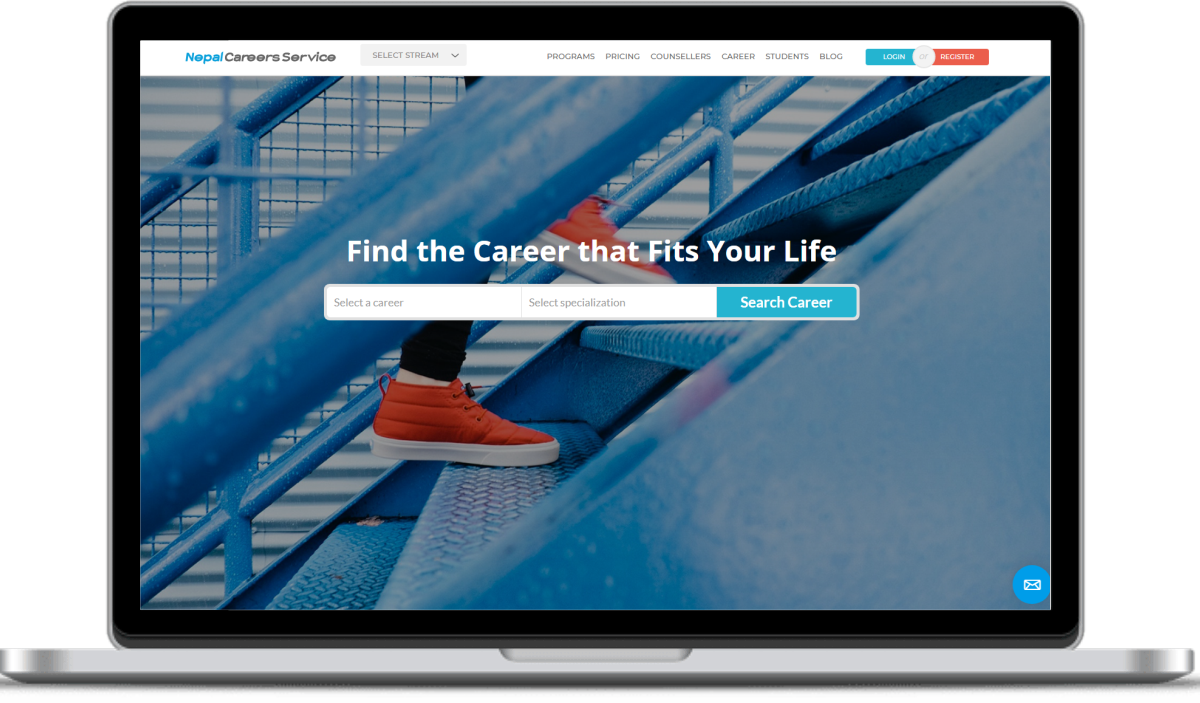 Nepal Careers Service
SELECT STREAM
PROGRAMS PRICING COUNSELLERS CAREER STUDENTS BLOG
LOGIN or REGISTER
Find the Career that Fits Your Life
Select a career
Select specialization
Search Career